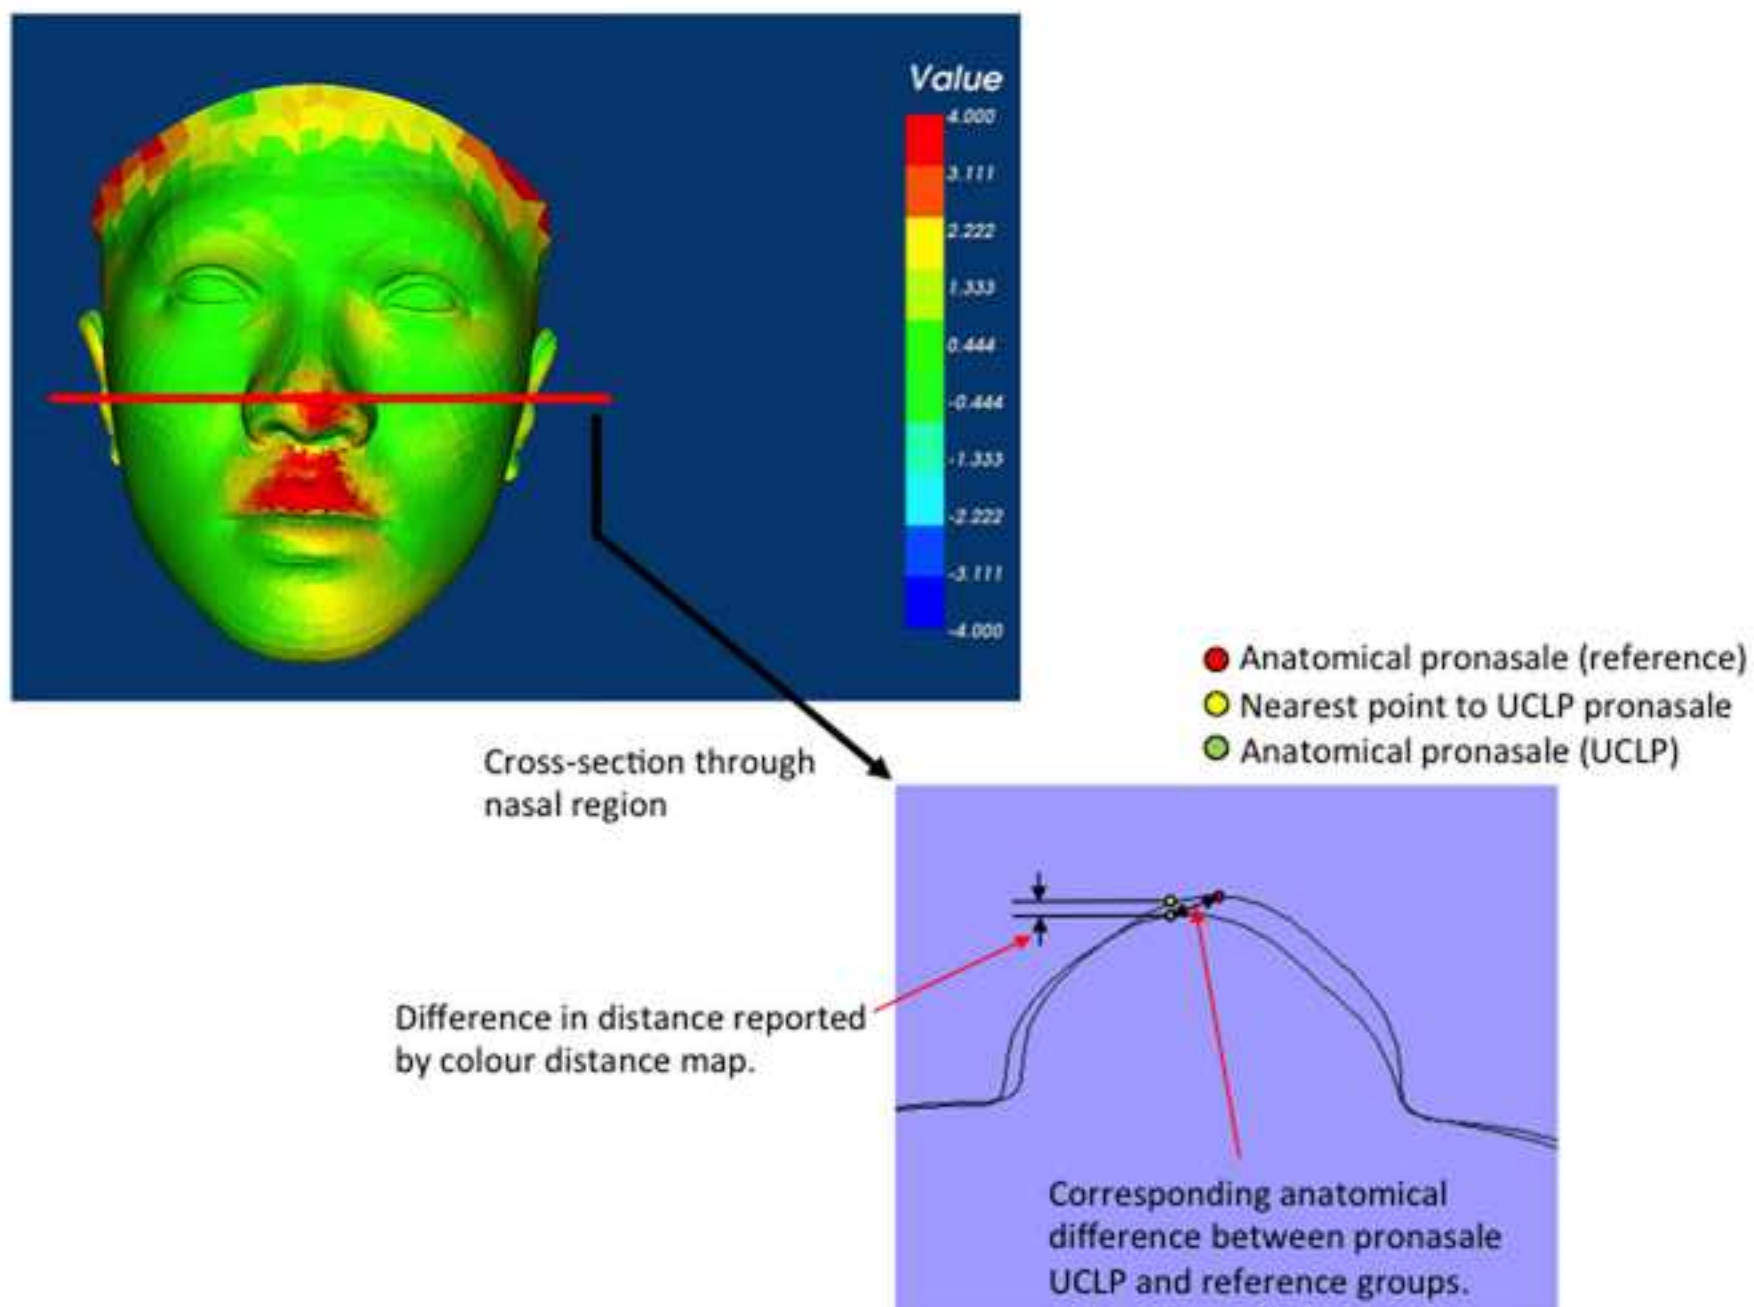 Value
4.000
3.111
2.222
1.333
0.444
-0.444
-1.333
-2.222
-3.111
-4.000
Anatomical pronasale (reference)
Nearest point to UCLP pronasale
Anatomical pronasale (UCLP)
Cross-section through
nasal region
Difference in distance reported
by colour distance map.
Corresponding anatomical
difference between pronasale
UCLP and reference groups.